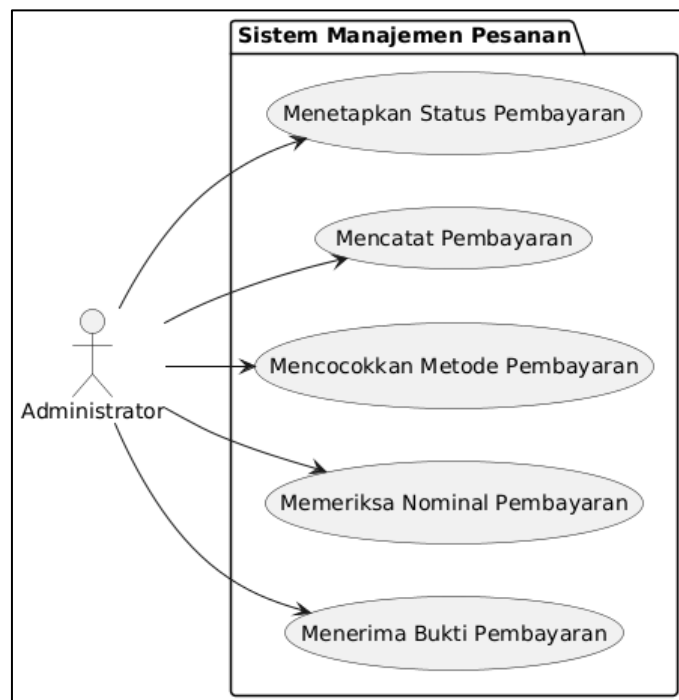 Sistem Manajemen Pesanan
Menetapkan Status Pembayaran
Mencatat Pembayaran
Mencocokkan Metode Pembayaran
Administrator
Memeriksa Nominal Pembayaran
Menerima Bukti Pembayaran